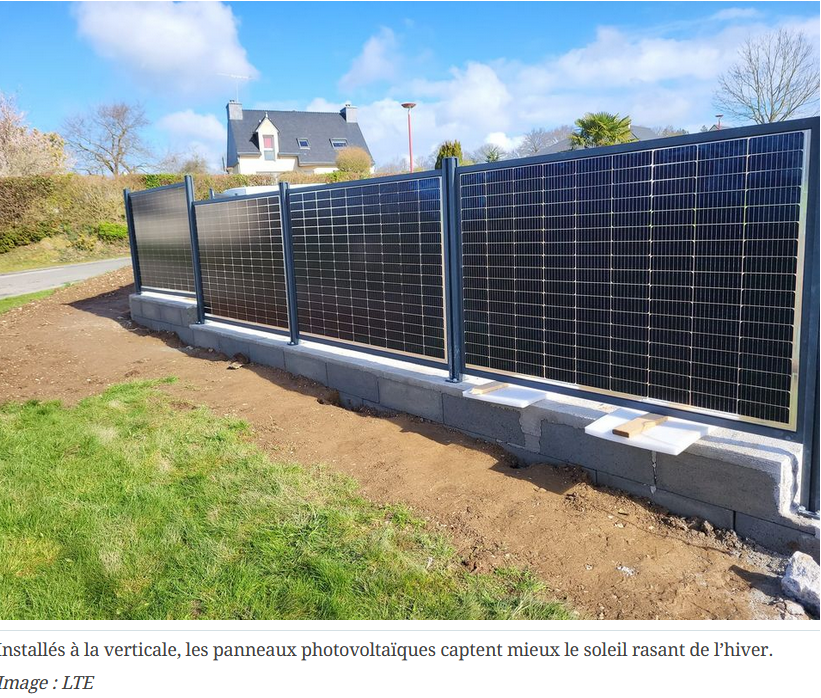 Installés à la verticale, les panneaux photovoltaïques captent mieux le soleil rasant de l'hiver.
Image : LTE